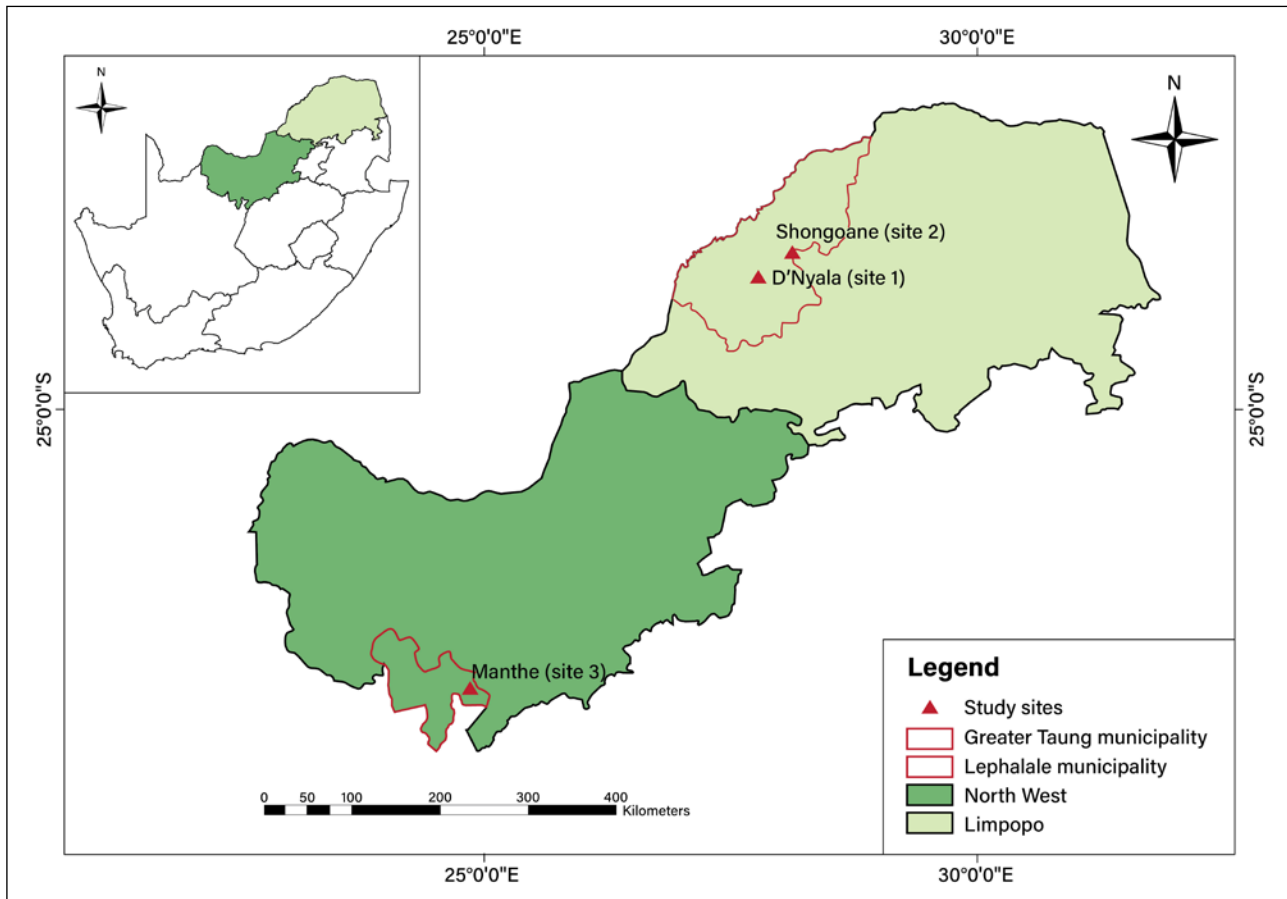 25°0'0"E
30°0'0"E
N
N
Shongoane (site 2)
D'Nyala (site 1)
25°0'0"S
25°0'0"S
Manthe (site 3)
0 50 100 200 300 400
Kilometers
Legend
Study sites
Greater Taung municipality
Lephalale municipality
North West
Limpopo
25°0'0"E
30°0'0"E